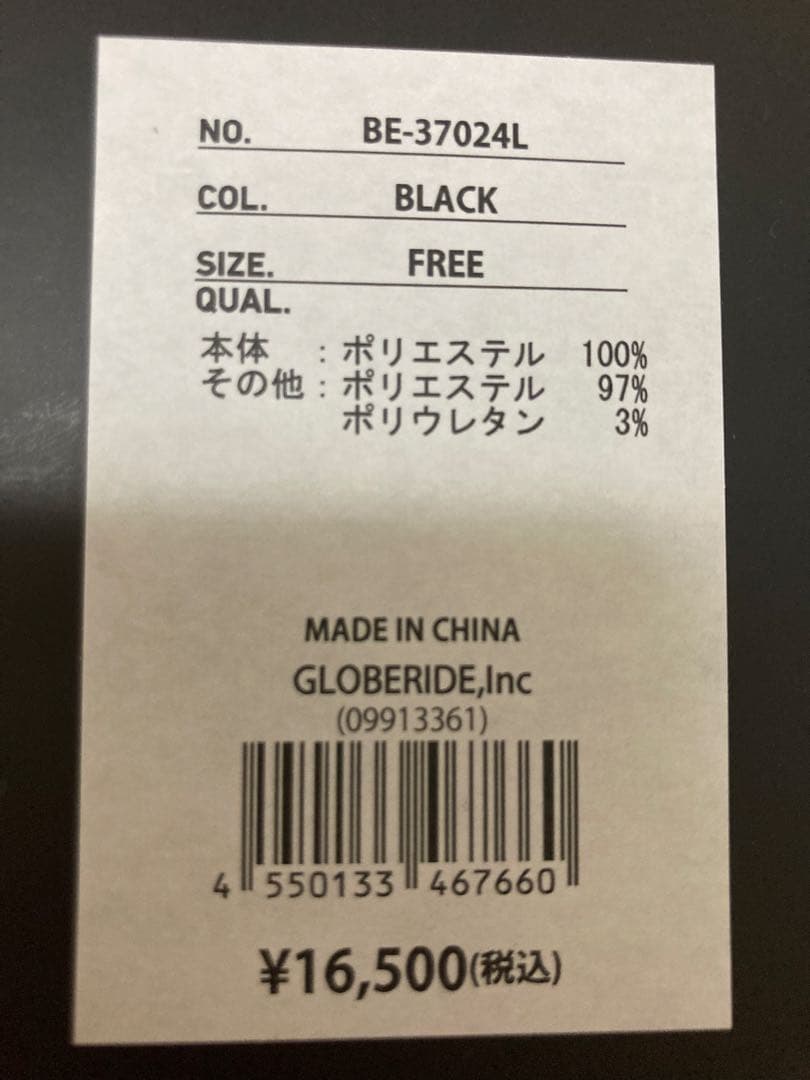 NO. BE-37024L
COL. BLACK
SIZE. FREE
QUAL.
本体 : ポリエステル 100%
その他 : ポリエステル 97%
ポリウレタン 3%
MADE IN CHINA
GLOBERIDE,Inc
(09913361)
4 550133 467660
¥16,500(税込)